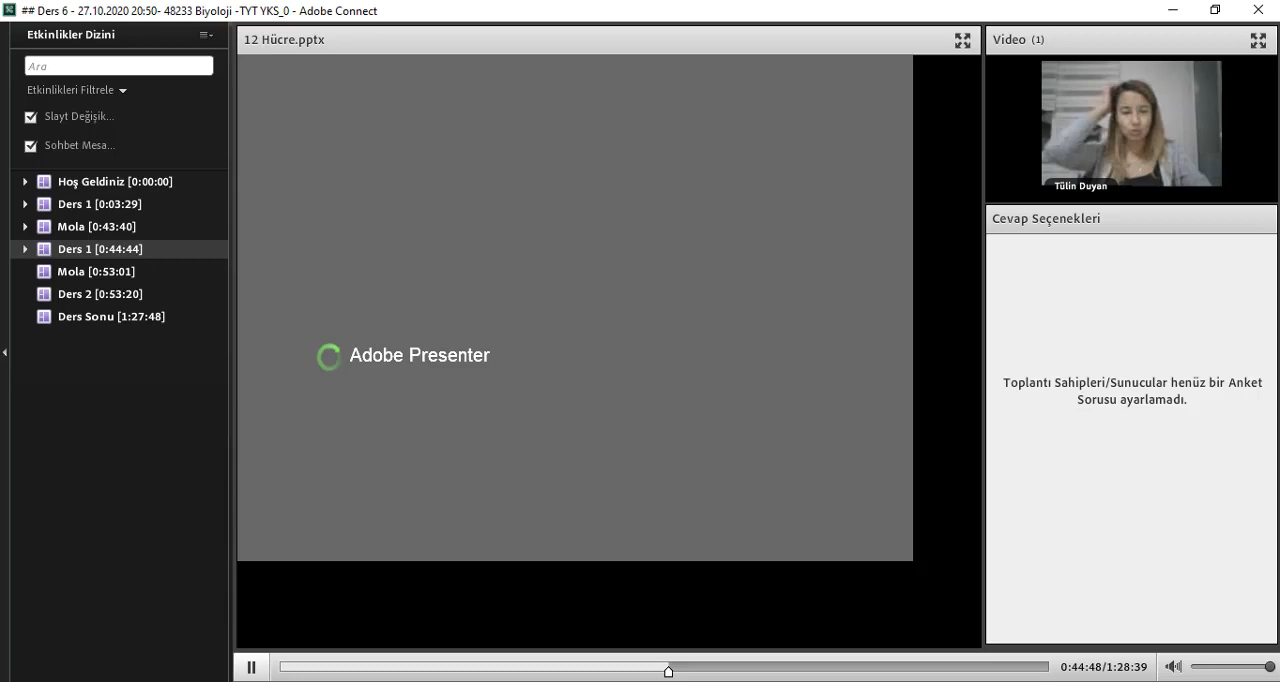 ## Ders 6 - 27.10.2020 20:50- 48233 Biyoloji -TYT YKS_0 - Adobe Connect
Etkinlikler Dizini
Ara
Etkinlikleri Filtrele
Slayt Değişik...
Sohbet Mesa...
Hoş Geldiniz [0:00:00]
Ders 1 [0:03:29]
Mola [0:43:40]
Ders 1 [0:44:44]
Mola [0:53:01]
Ders 2 [0:53:20]
Ders Sonu [1:27:48]
12 Hücre.pptx
Adobe Presenter
Video (1)
Tülin Duyan
Cevap Seçenekleri
Toplantı Sahipleri/Sunucular henüz bir Anket
Sorusu ayarlamadı.
0:44:48/1:28:39